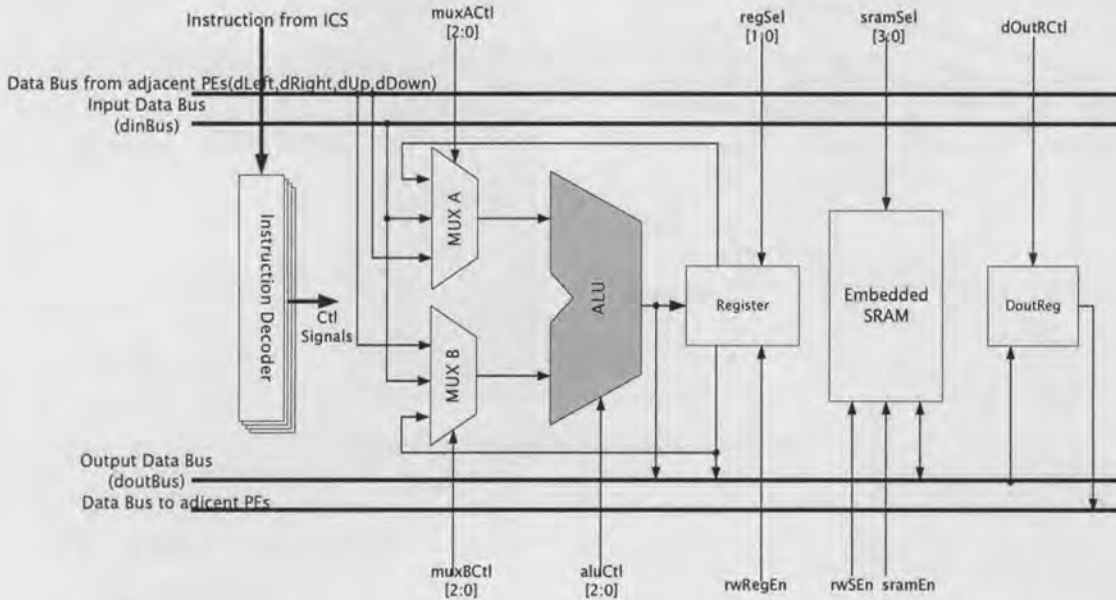 Instruction from ICS
muxACtl
[2:0]
regSel
[1:0]
sramSel
[3:0]
dOutRCtl
Data Bus from adjacent PEs(dLeft,dRight,dUp,dDown)
Input Data Bus
(dinBus)
Instruction Decoder
Ctl
Signals
MUX A
MUX B
ALU
Register
Embedded
SRAM
DoutReg
Output Data Bus
(doutBus)
Data Bus to adicent PEs
muxBCtl
[2:0]
aluCtl
[2:0]
rwRegEn
rwSEn
sramEn